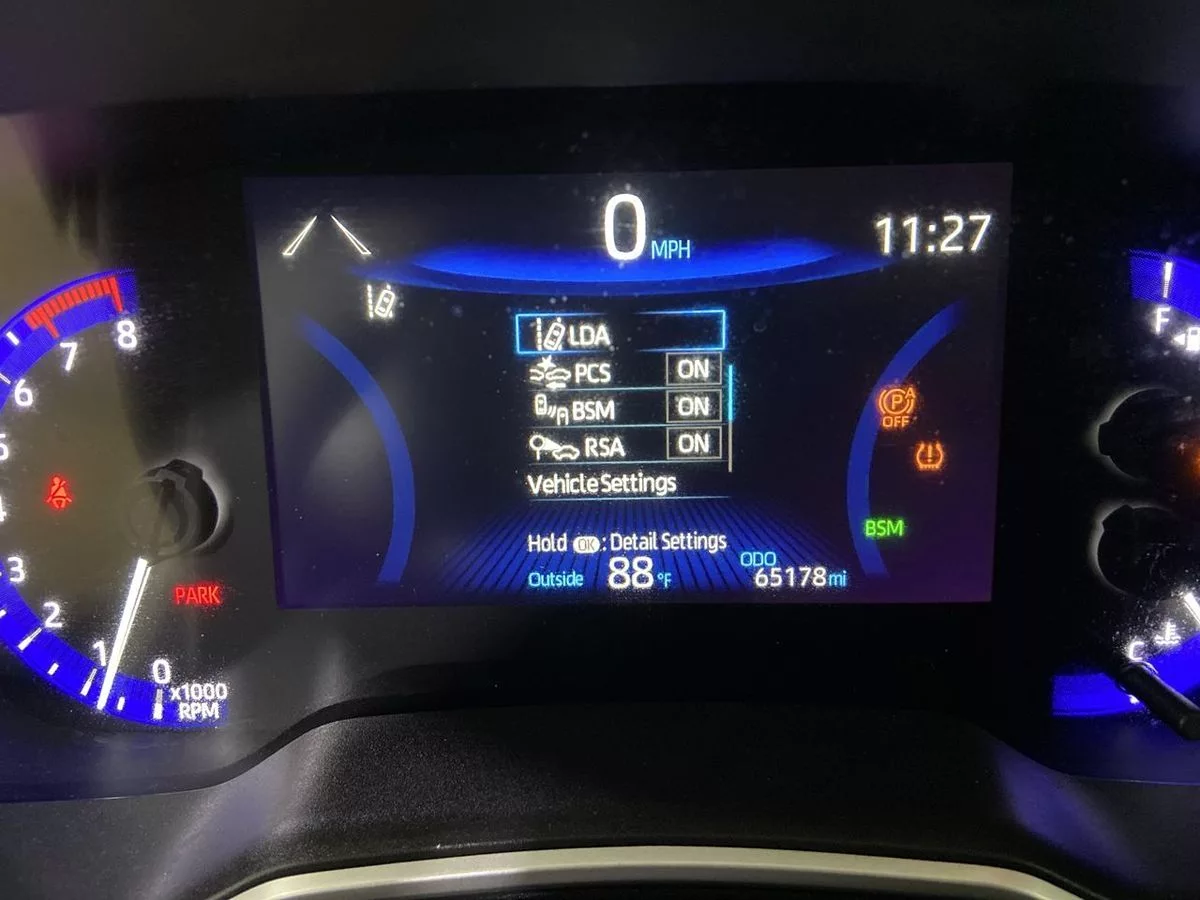 0 MPH
11:27
LDA
PCS ON
BSM ON
RSA ON
Vehicle Settings
Hold OK : Detail Settings
Outside 88 °F
ODO
65178 mi
P A
OFF
BSM
PARK
8
7
6
5
4
3
2
1
0
x1000
RPM
F
C